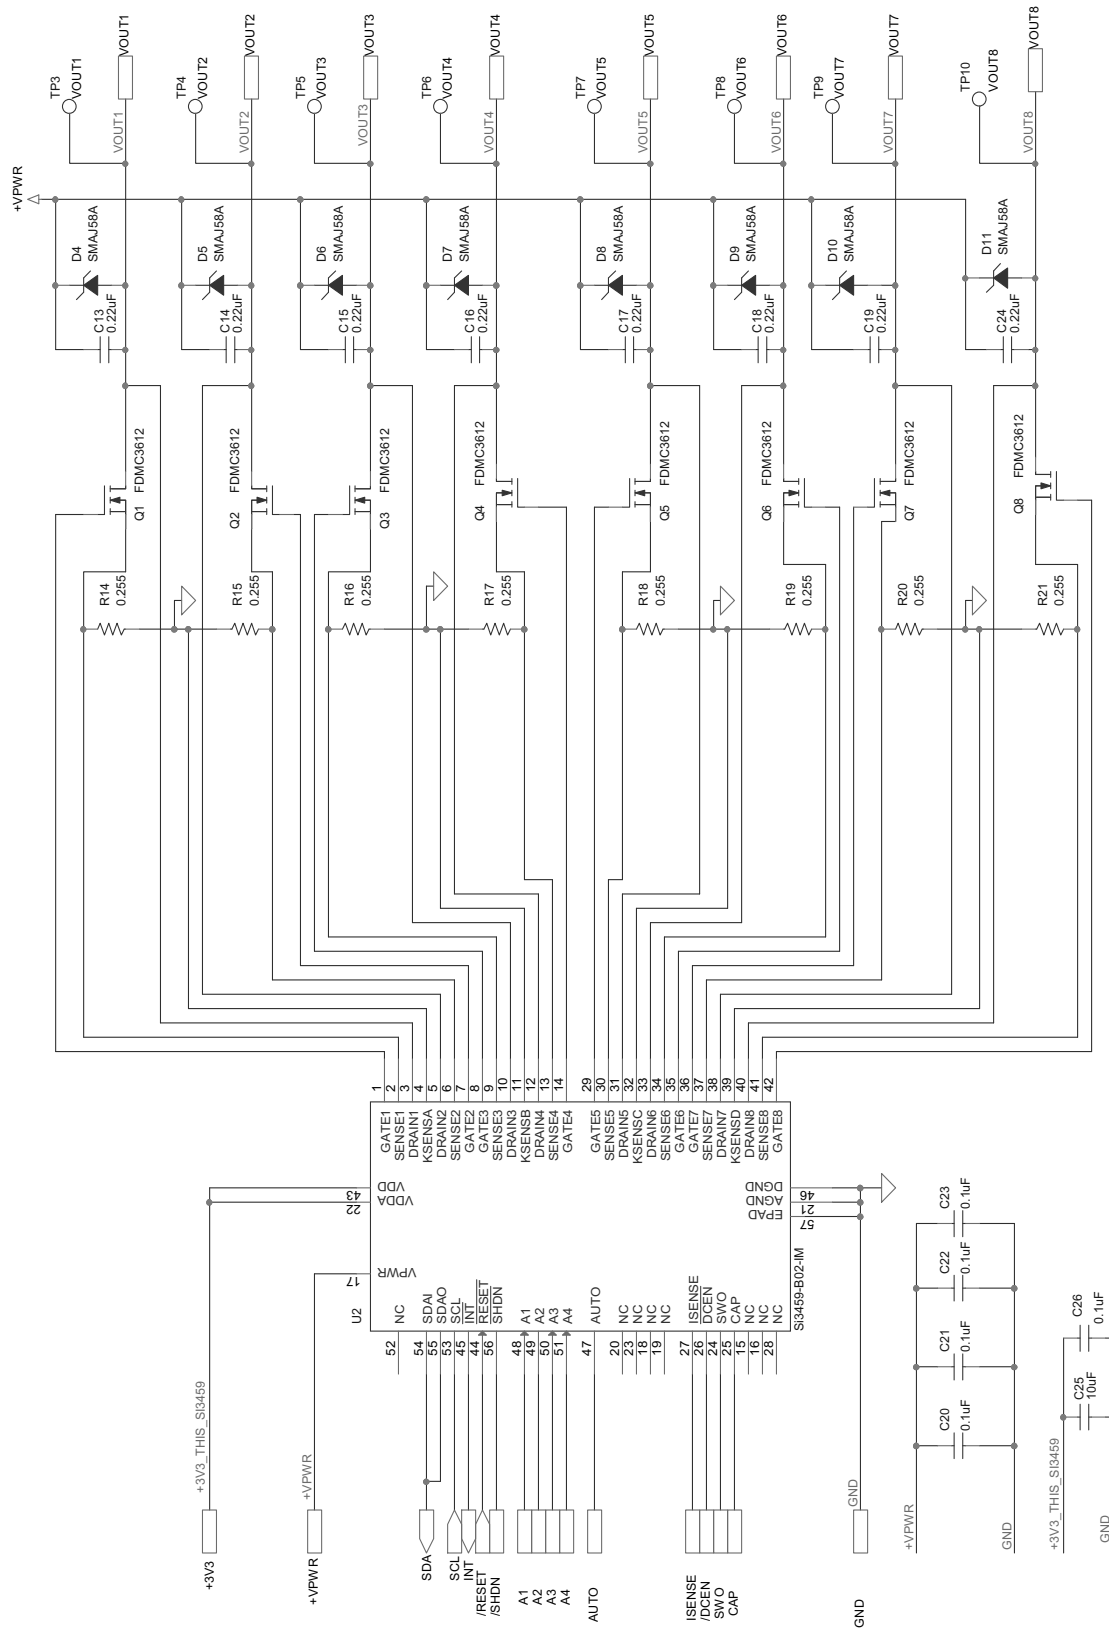 +VPWR
TP3
VOUT1
VOUT1
VOUT1
D4
SMAJ58A
C13
0.22uF
FDMC3612
Q1
R14
0.255
TP4
VOUT2
VOUT2
VOUT2
D5
SMAJ58A
C14
0.22uF
FDMC3612
Q2
R15
0.255
TP5
VOUT3
VOUT3
VOUT3
D6
SMAJ58A
C15
0.22uF
FDMC3612
Q3
R16
0.255
TP6
VOUT4
VOUT4
VOUT4
D7
SMAJ58A
C16
0.22uF
FDMC3612
Q4
R17
0.255
TP7
VOUT5
VOUT5
VOUT5
D8
SMAJ58A
C17
0.22uF
FDMC3612
Q5
R18
0.255
TP8
VOUT6
VOUT6
VOUT6
D9
SMAJ58A
C18
0.22uF
FDMC3612
Q6
R19
0.255
TP9
VOUT7
VOUT7
VOUT7
D10
SMAJ58A
C19
0.22uF
FDMC3612
Q7
R20
0.255
TP10
VOUT8
VOUT8
VOUT8
D11
SMAJ58A
C24
0.22uF
FDMC3612
Q8
R21
0.255
1 GATE1
2 SENSE1
3 DRAIN1
4 KSENSA
5 DRAIN2
6 SENSE2
7 GATE2
8 GATE3
9 SENSE3
10 DRAIN3
11 KSENSB
12 DRAIN4
13 SENSE4
14 GATE4
29 GATE5
30 SENSE5
31 DRAIN5
32 KSENSC
33 DRAIN6
34 SENSE6
35 GATE6
36 GATE7
37 SENSE7
38 DRAIN7
39 KSENSD
40 DRAIN8
41 SENSE8
42 GATE8
VDD
43
VDDA
22
VPWR
17
DGND
46
AGND
21
EPAD
57
U2
Si3459-B02-IM
52 NC
54 SDAI
55 SDAO
53 SCL
45 INT
44 RESET
56 SHDN
48 A1
49 A2
50 A3
51 A4
47 AUTO
20 NC
23 NC
18 NC
19 NC
27 ISENSE
26 DCEN
24 SWO
25 CAP
15 NC
16 NC
28 NC
+3V3_THIS_SI3459
+3V3
+VPWR
+VPWR
SDA
SCL
INT
/RESET
/SHDN
A1
A2
A3
A4
AUTO
ISENSE
/DCEN
SWO
CAP
GND
GND
+VPWR
C20
0.1uF
C21
0.1uF
C22
0.1uF
C23
0.1uF
GND
+3V3_THIS_SI3459
C25
10uF
C26
0.1uF
GND